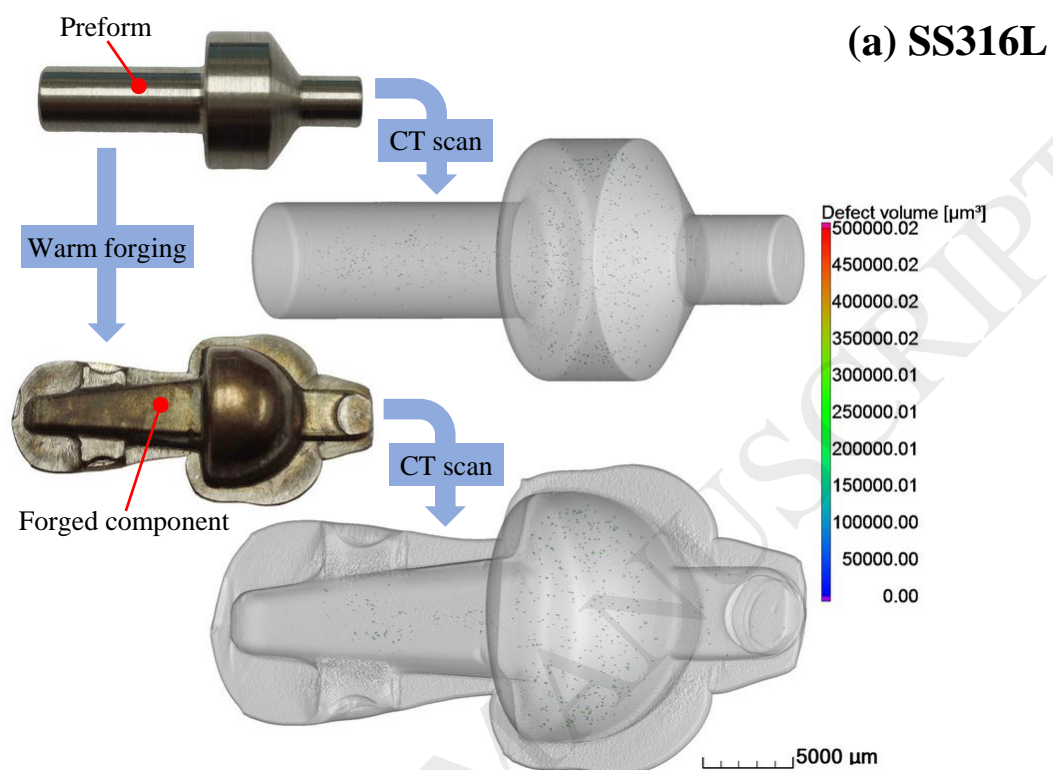 Preform
(a) SS316L
CT scan
Warm forging
Defect volume [µm³]
500000.02
450000.02
400000.02
350000.02
300000.01
250000.01
200000.01
150000.01
100000.00
50000.00
0.00
CT scan
Forged component
MANUSCRIPT
5000 µm